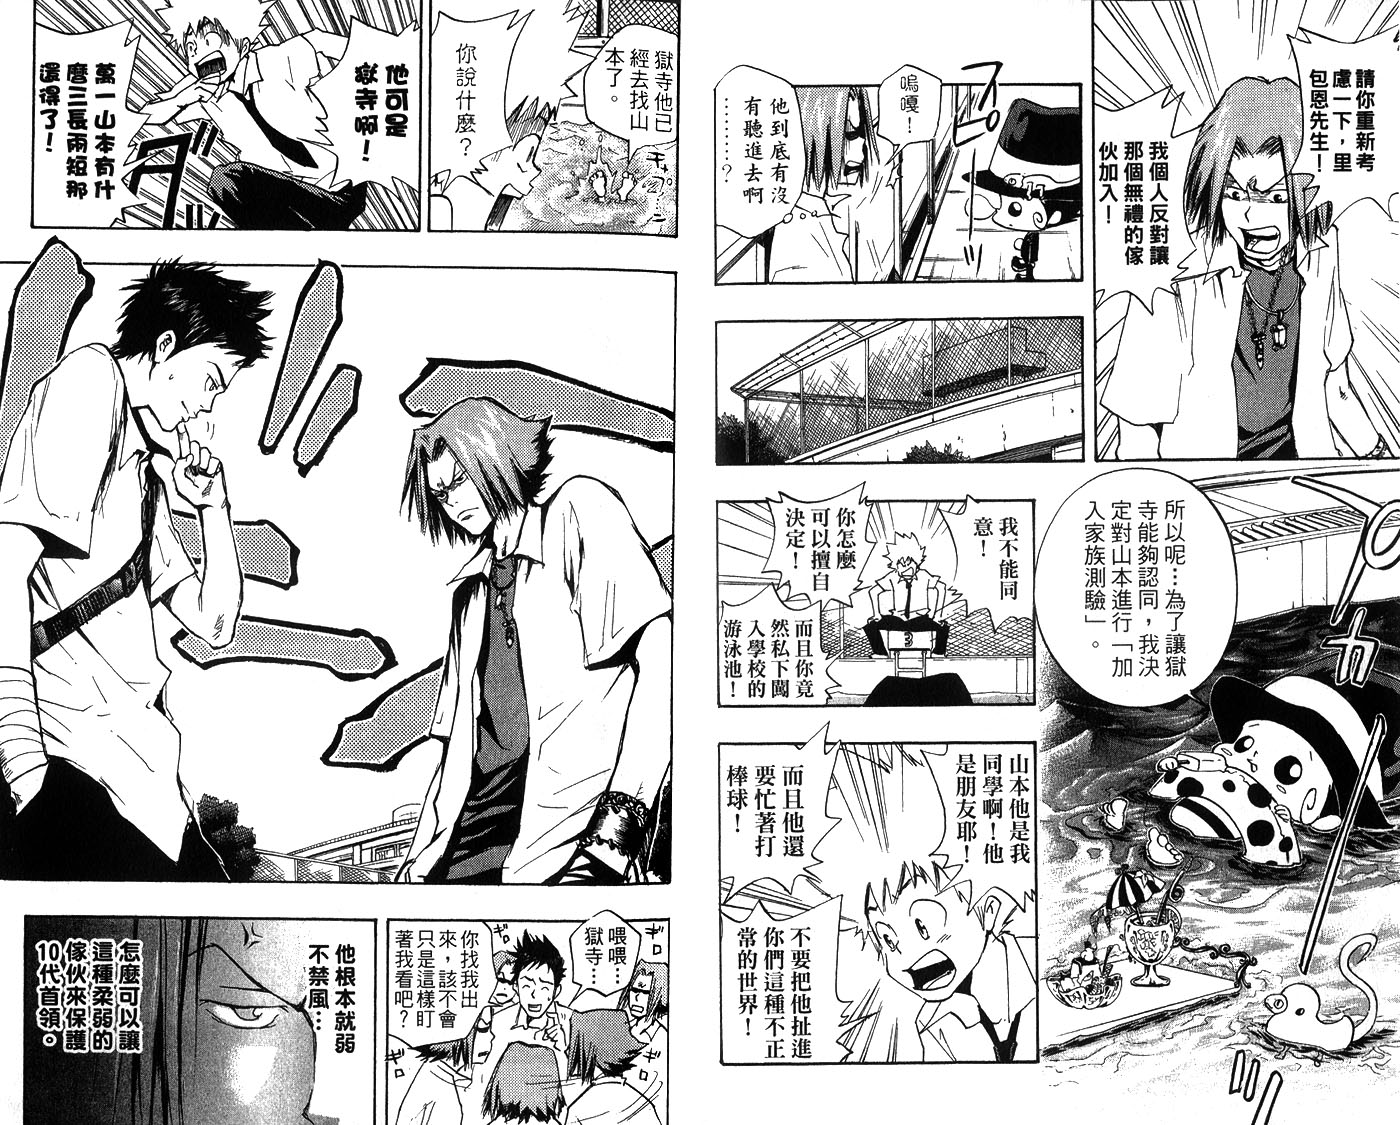 請你重新考
慮一下，里
包恩先生！
我個人反對讓
那個無禮的傢
伙加入！
嗚嘎！
他到底有沒
有聽進去啊
………？
所以呢…為了讓獄
寺能夠認同，我決
定對山本進行「加
入家族測驗」。
我不能同
意！
你怎麼
可以擅自
決定！
而且你竟
然私下闖
入學校的
游泳池！
3
山本他是我
同學啊！他
是朋友耶！
而且他還
要忙著打
棒球！
不要把他扯進
你們這種不正
常的世界！
獄寺他已
經去找山
本了。
你說什麼？
他可是
獄寺啊！
萬一山本有什
麼三長兩短那
還得了！
喂喂…
獄寺…
你找我出
來，該不會
只是這樣盯
著我看吧？
ギロ
ギロ
他根本就弱
不禁風…
怎麼可以讓
這種柔弱的
傢伙來保護
10代首領。